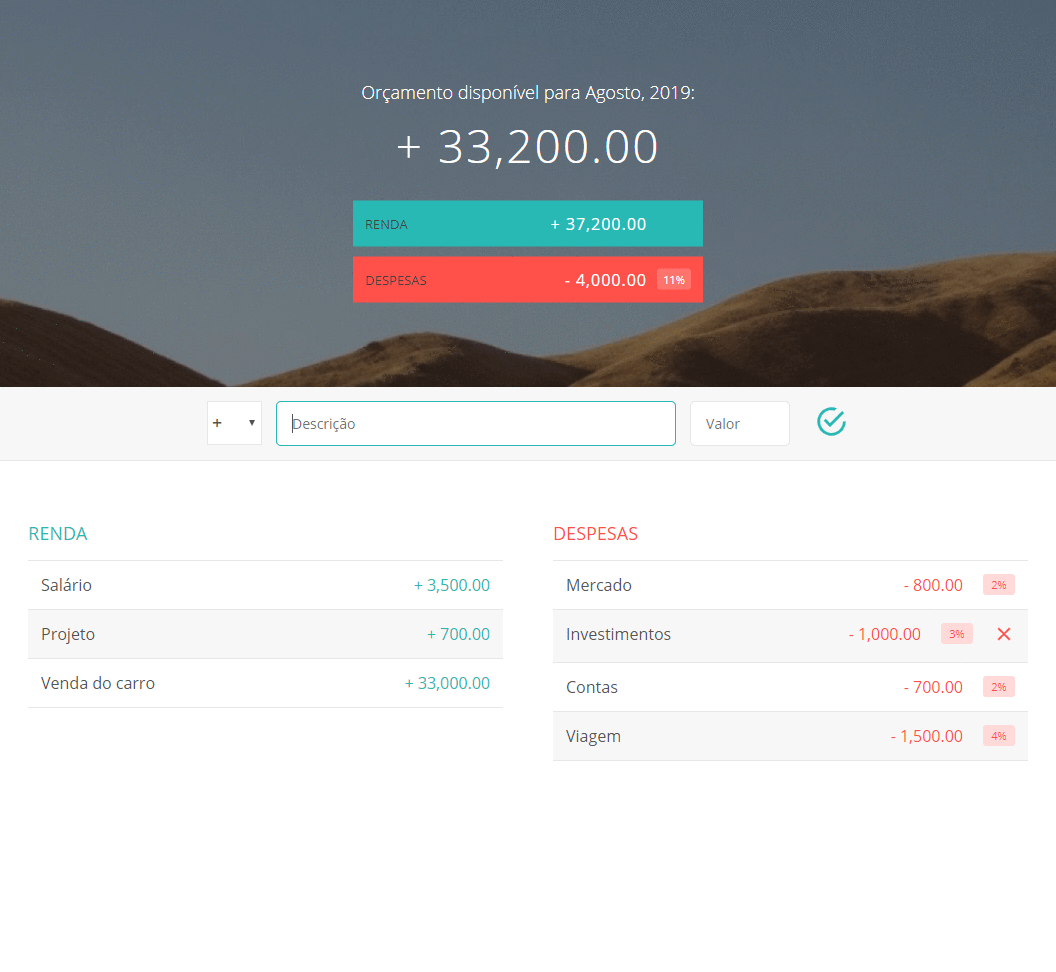 Orçamento disponível para Agosto, 2019:
+ 33,200.00
RENDA + 37,200.00
DESPESAS - 4,000.00 11%
+ Descrição Valor
RENDA
Salário + 3,500.00
Projeto + 700.00
Venda do carro + 33,000.00
DESPESAS
Mercado - 800.00 2%
Investimentos - 1,000.00 3%
Contas - 700.00 2%
Viagem - 1,500.00 4%